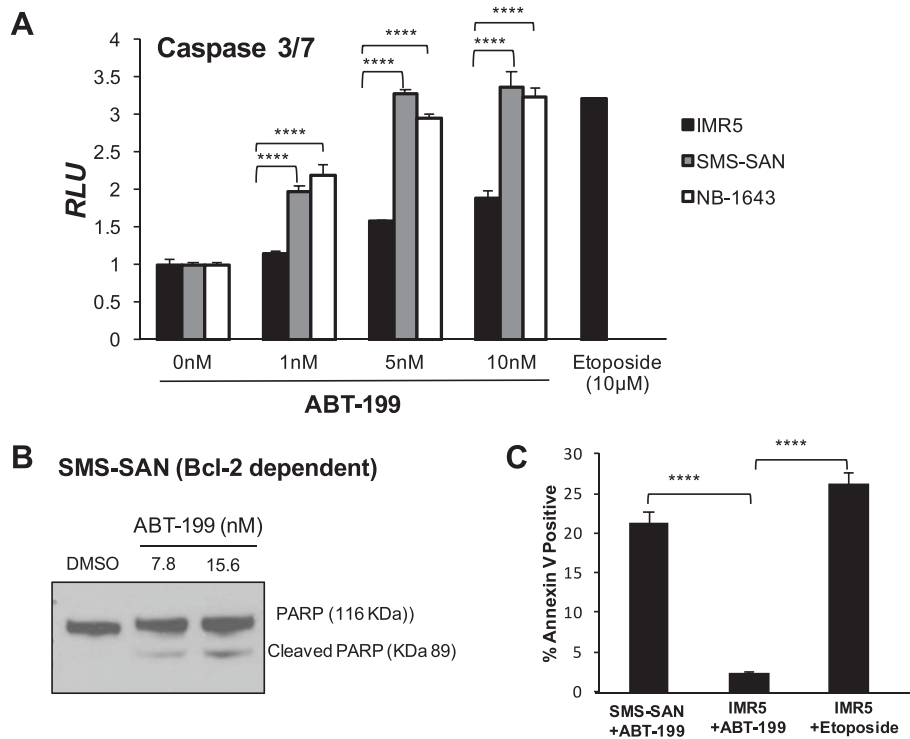 A
Caspase 3/7
****
****
****
****
****
****
RLU
4
3.5
3
2.5
2
1.5
1
0.5
0
IMR5
SMS-SAN
NB-1643
0nM
1nM
5nM
10nM
Etoposide
(10µM)
ABT-199
B
SMS-SAN (Bcl-2 dependent)
ABT-199 (nM)
DMSO
7.8
15.6
PARP (116 KDa))
Cleaved PARP (KDa 89)
C
****
****
% Annexin V Positive
30
25
20
15
10
5
0
SMS-SAN
+ABT-199
IMR5
+ABT-199
IMR5
+Etoposide